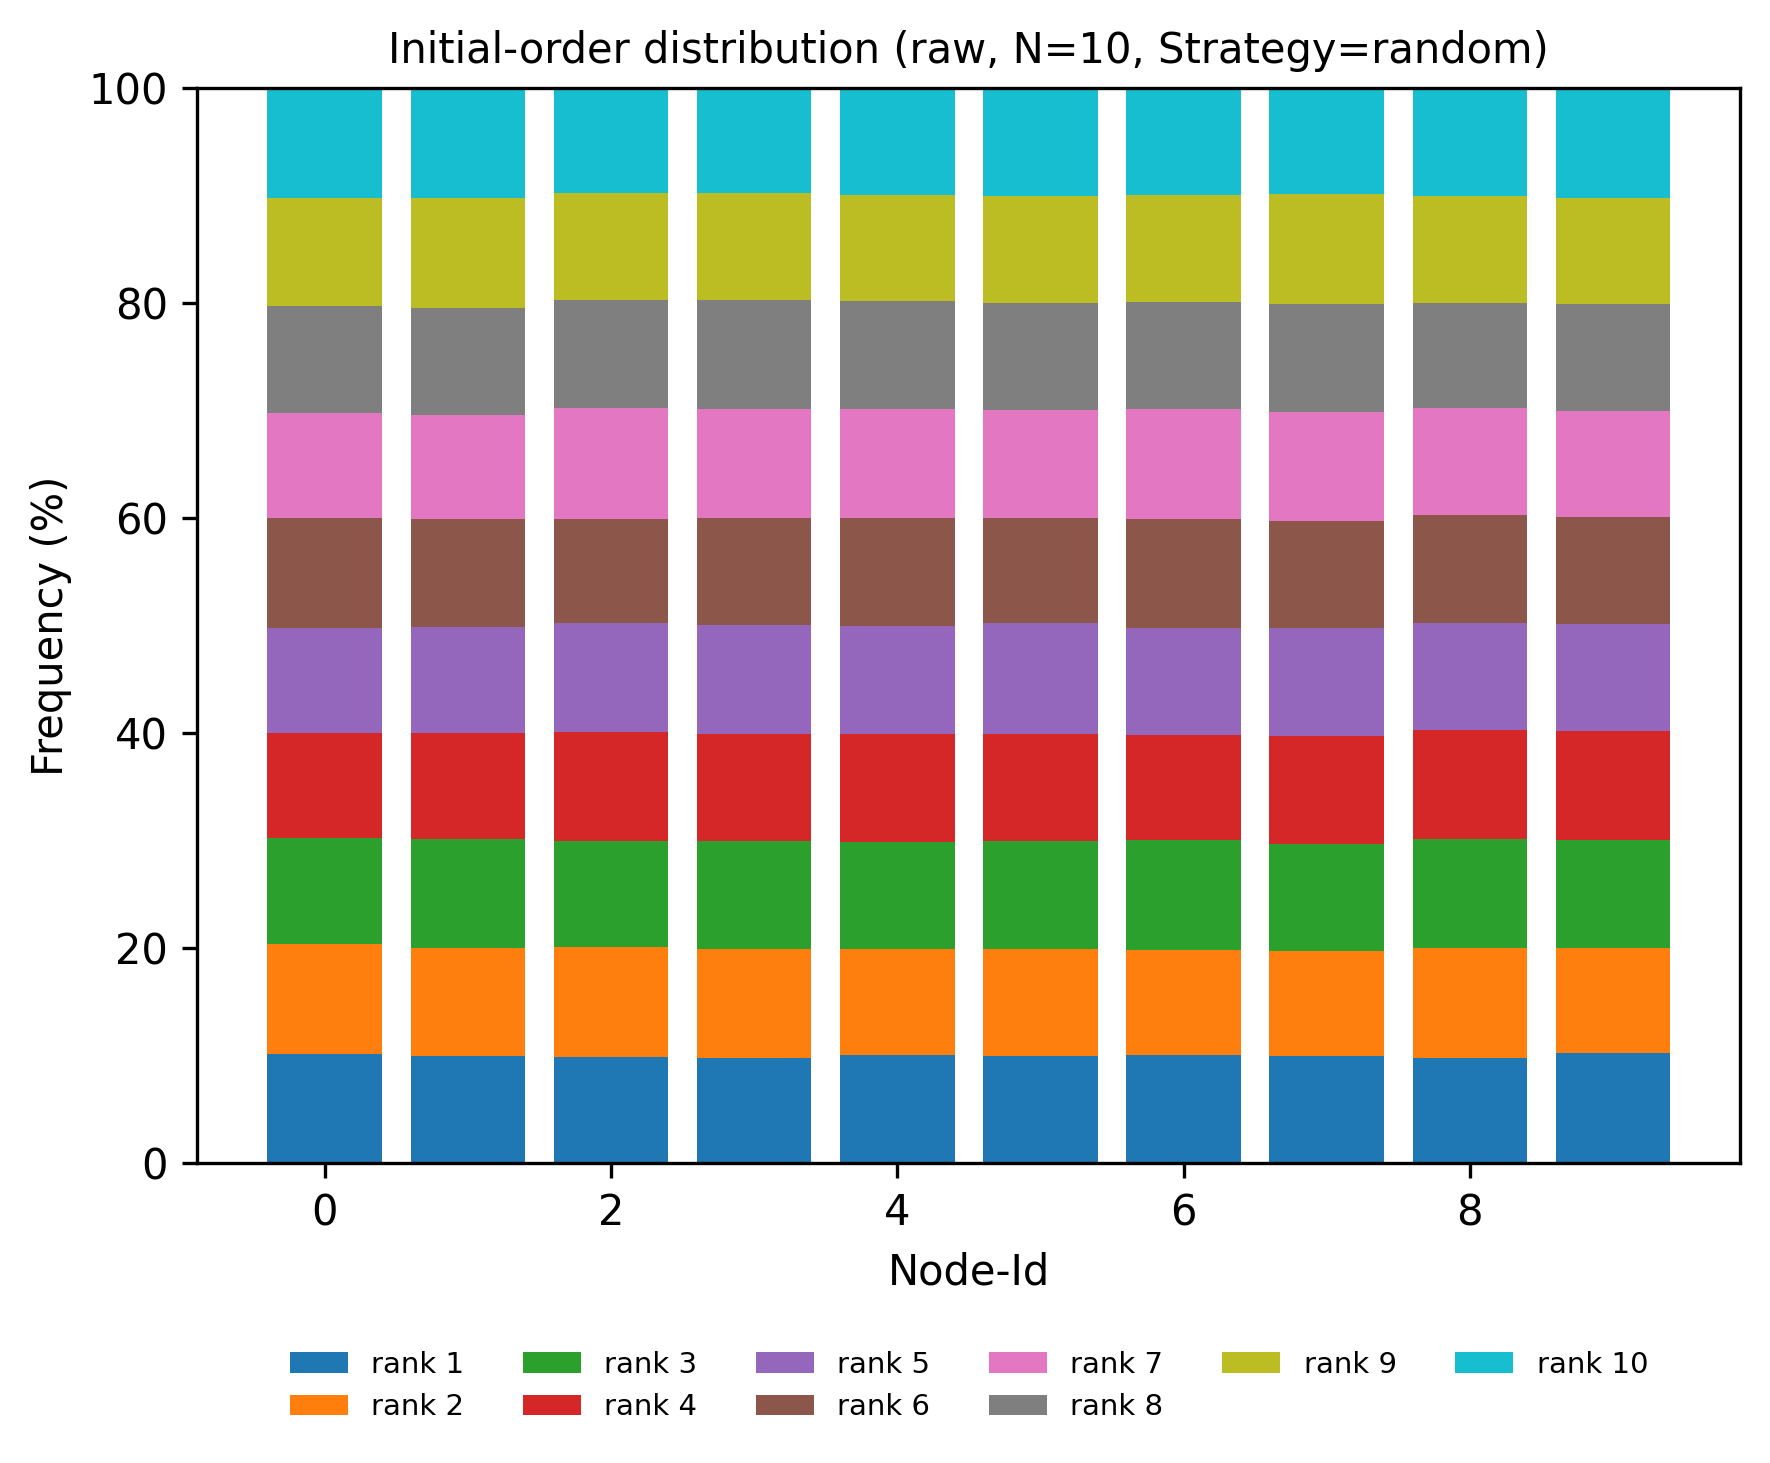 Initial-order distribution (raw, N=10, Strategy=random)
100
80
60
40
20
0
Frequency (%)
0 2 4 6 8
Node-Id
rank 1 rank 3 rank 5 rank 7 rank 9 rank 10
rank 2 rank 4 rank 6 rank 8